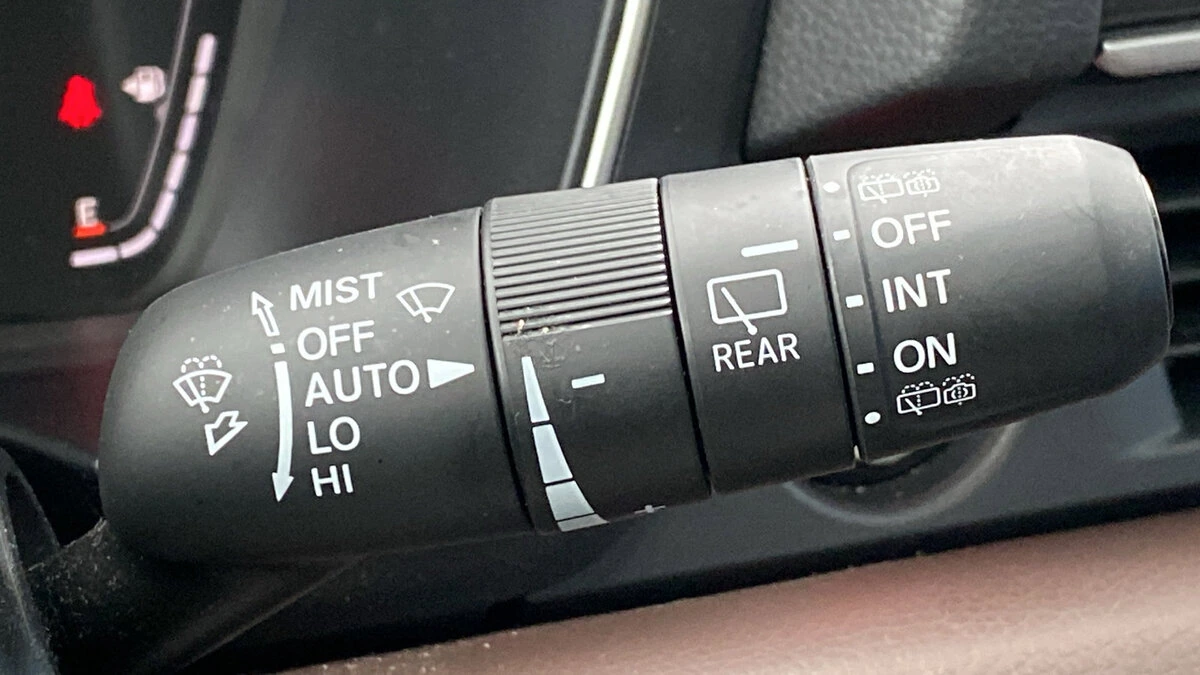 E
MIST
OFF
AUTO
LO
HI
REAR
OFF
INT
ON